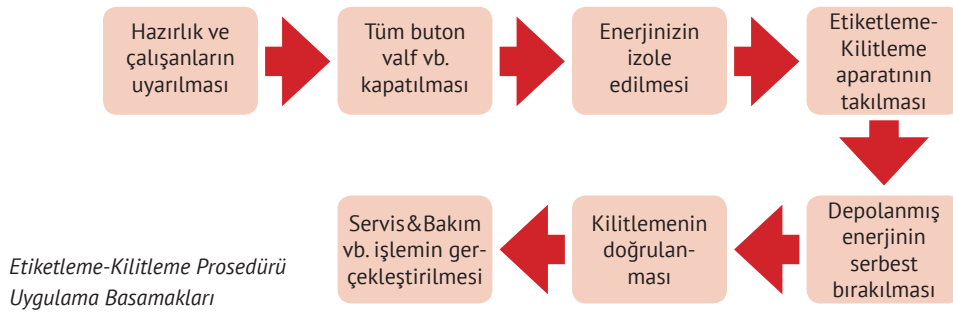 Hazırlık ve
çalışanların
uyarılması
Tüm buton
valf vb.
kapatılması
Enerjinizin
izole
edilmesi
Etiketleme-
Kilitleme
aparatının
takılması
Depolanmış
enerjinin
serbest
bırakılması
Kilitlemenin
doğrulan-
ması
Servis&Bakım
vb. işlemin ger-
çekleştirilmesi
Etiketleme-Kilitleme Prosedürü
Uygulama Basamakları